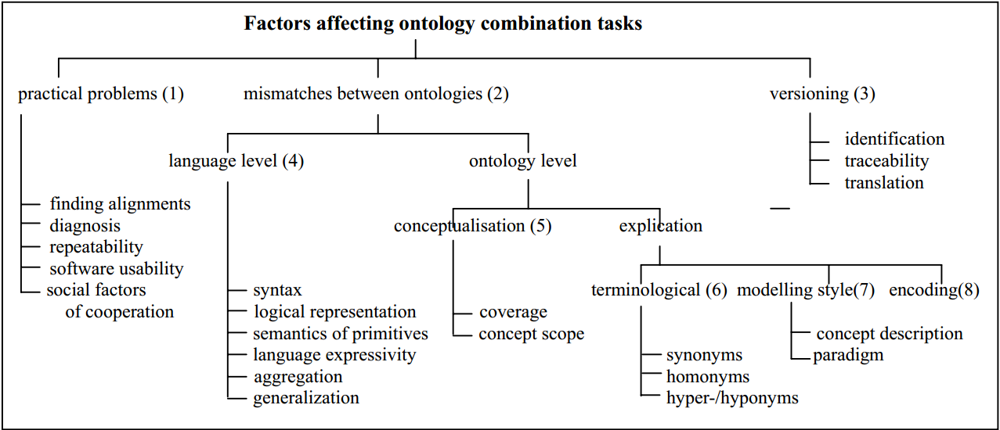 Factors affecting ontology combination tasks
practical problems (1)
mismatches between ontologies (2)
versioning (3)
identification
traceability
translation
language level (4)
ontology level
finding alignments
diagnosis
repeatability
software usability
social factors
of cooperation
conceptualisation (5)
explication
syntax
logical representation
semantics of primitives
language expressivity
aggregation
generalization
coverage
concept scope
terminological (6)
modelling style(7)
encoding(8)
synonyms
homonyms
hyper-/hyponyms
concept description
paradigm